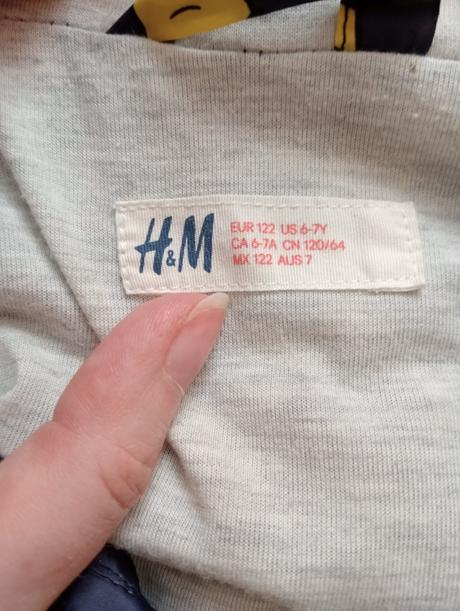 H&M
EUR 122 US 6-7Y
CA 6-7A CN 120/64
MX 122 AUS 7